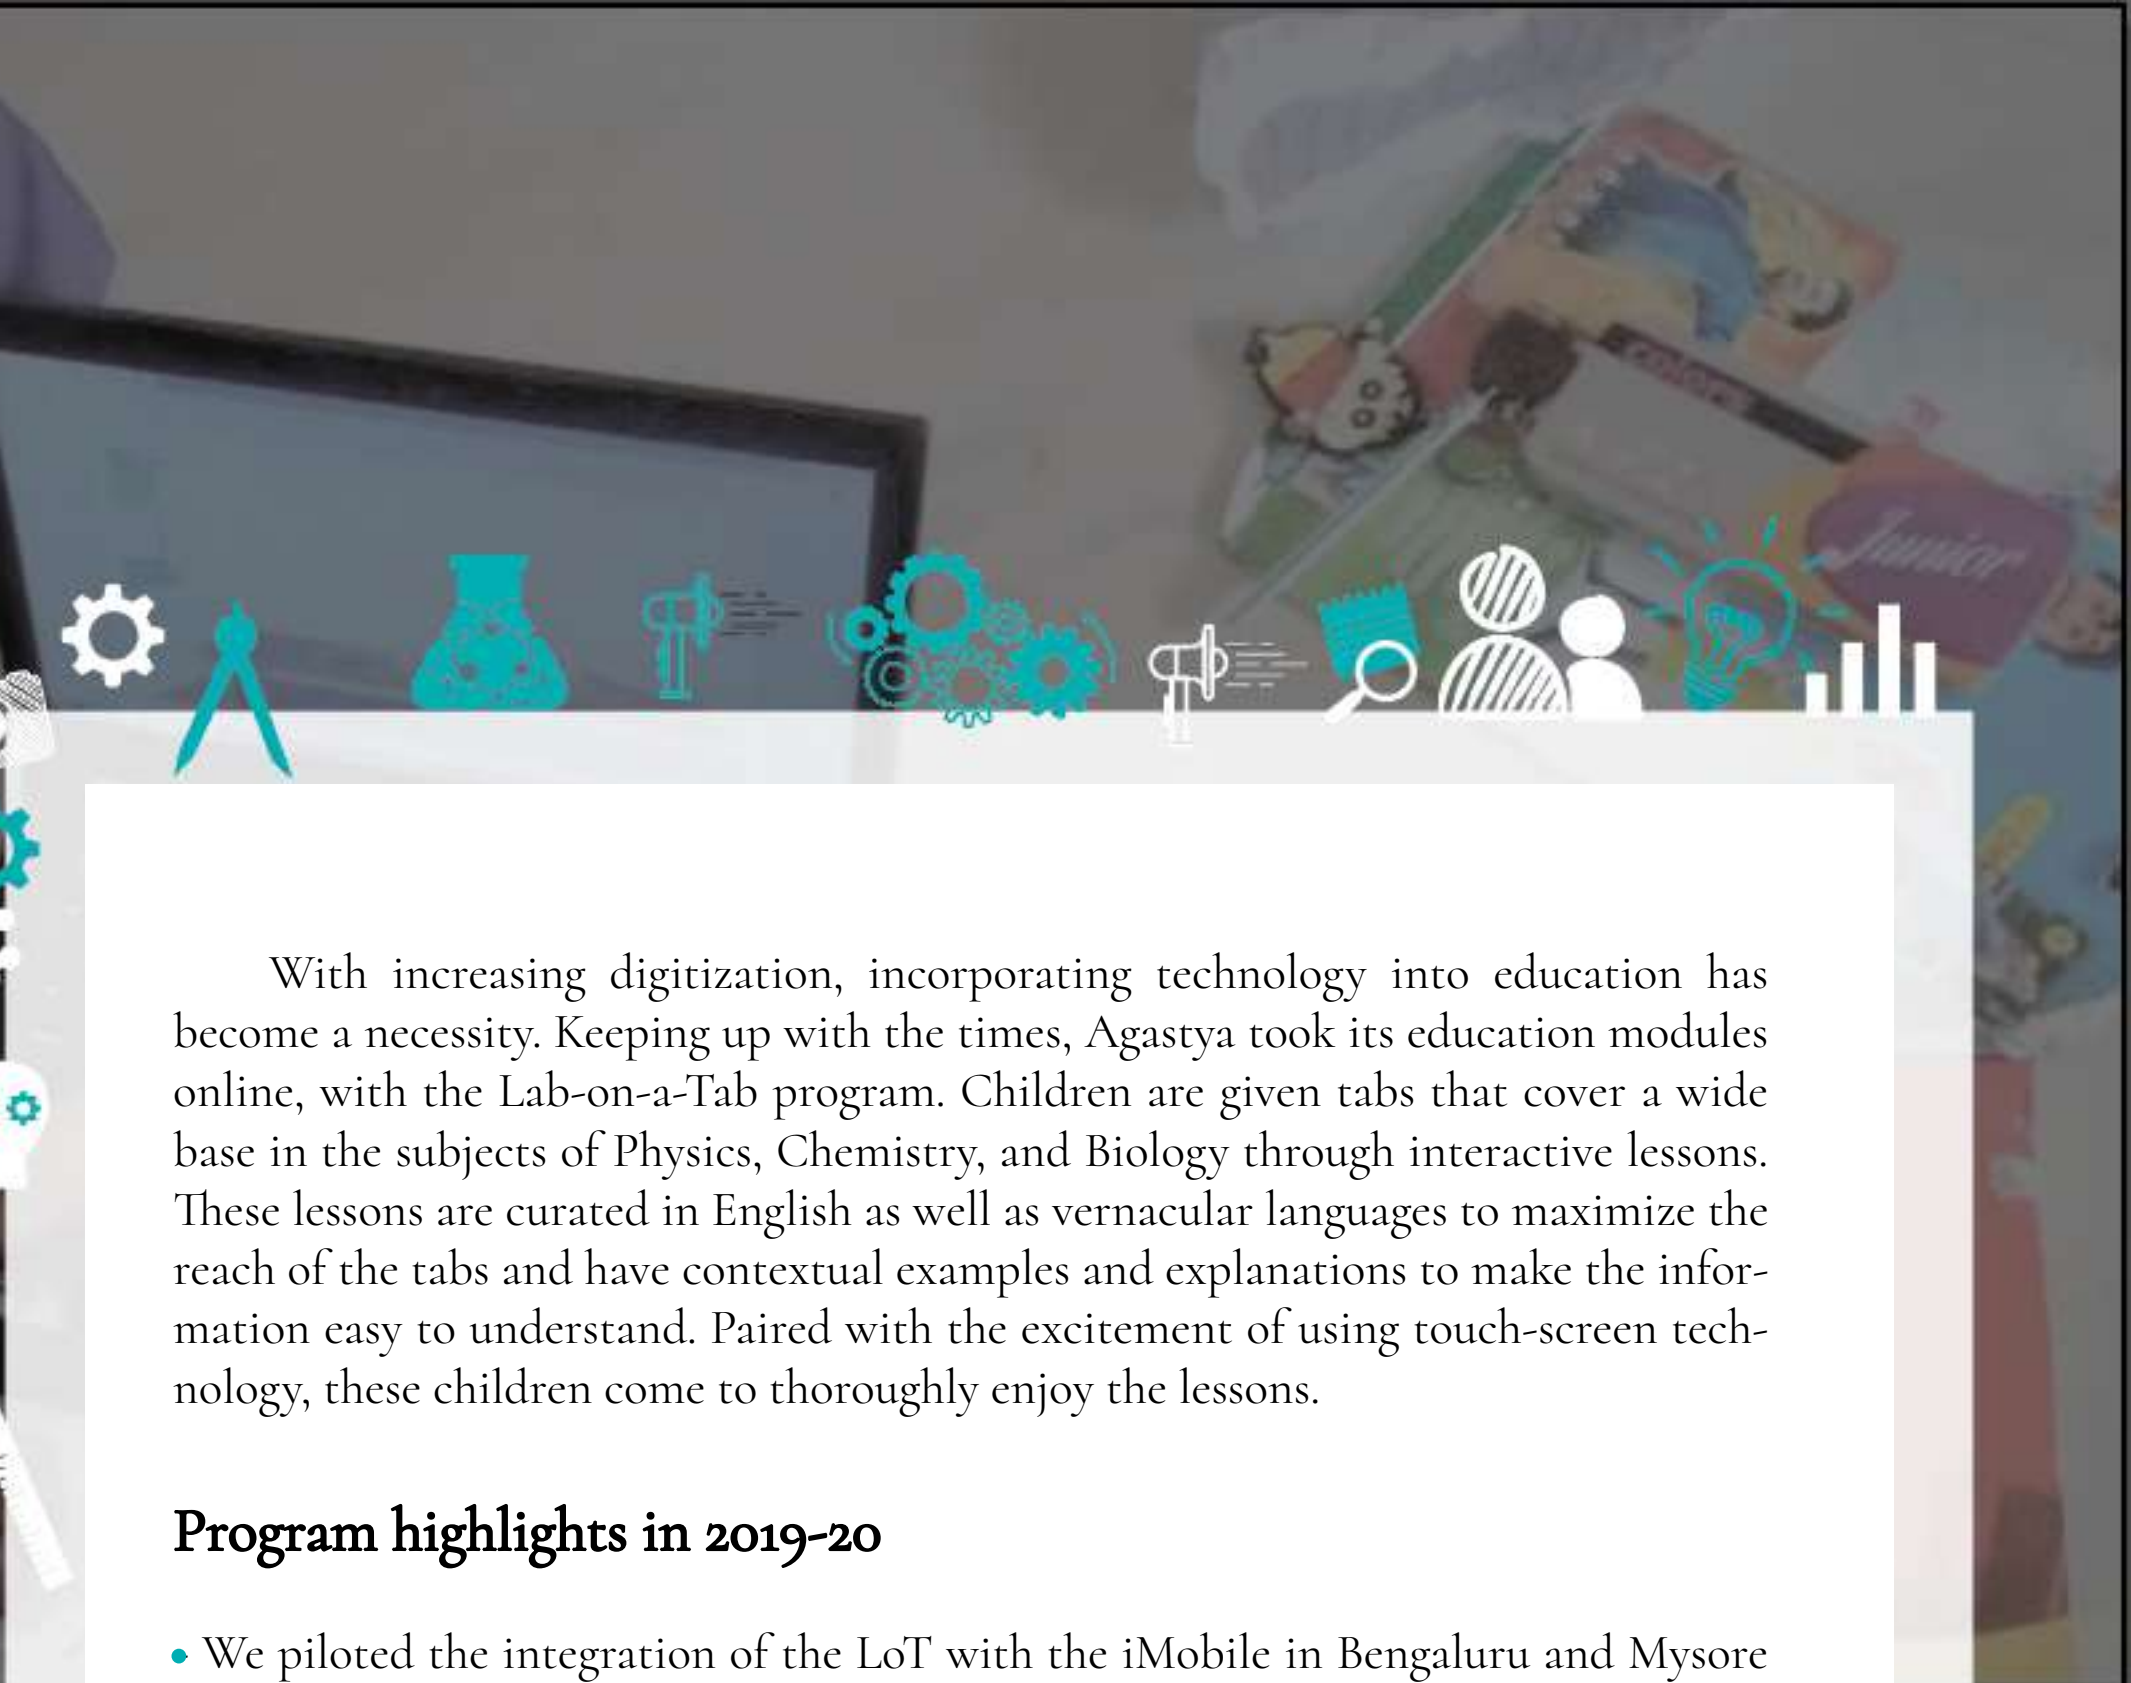 COLORS
Junior
With increasing digitization, incorporating technology into education has
become a necessity. Keeping up with the times, Agastya took its education modules
online, with the Lab-on-a-Tab program. Children are given tabs that cover a wide
base in the subjects of Physics, Chemistry, and Biology through interactive lessons.
These lessons are curated in English as well as vernacular languages to maximize the
reach of the tabs and have contextual examples and explanations to make the infor-
mation easy to understand. Paired with the excitement of using touch-screen tech-
nology, these children come to thoroughly enjoy the lessons.
Program highlights in 2019-20
• We piloted the integration of the LoT with the iMobile in Bengaluru and Mysore